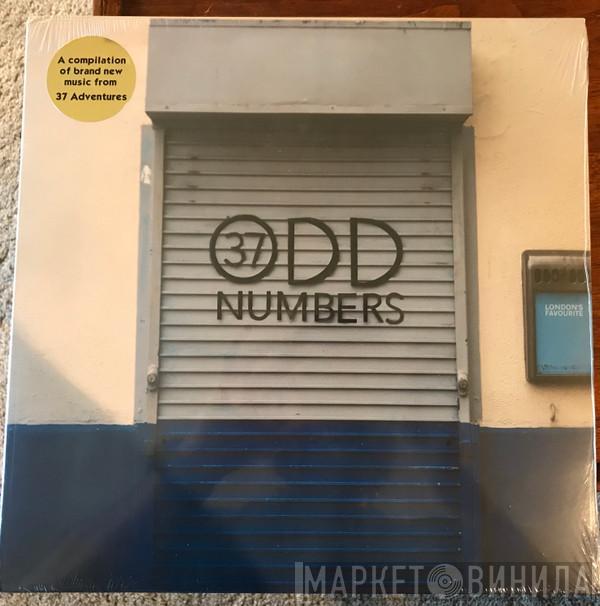 A compilation
of brand new
music from
37 Adventures
37 ODD
NUMBERS
LONDON'S
FAVOURITE
МАРКЕТ ВИНИЛА